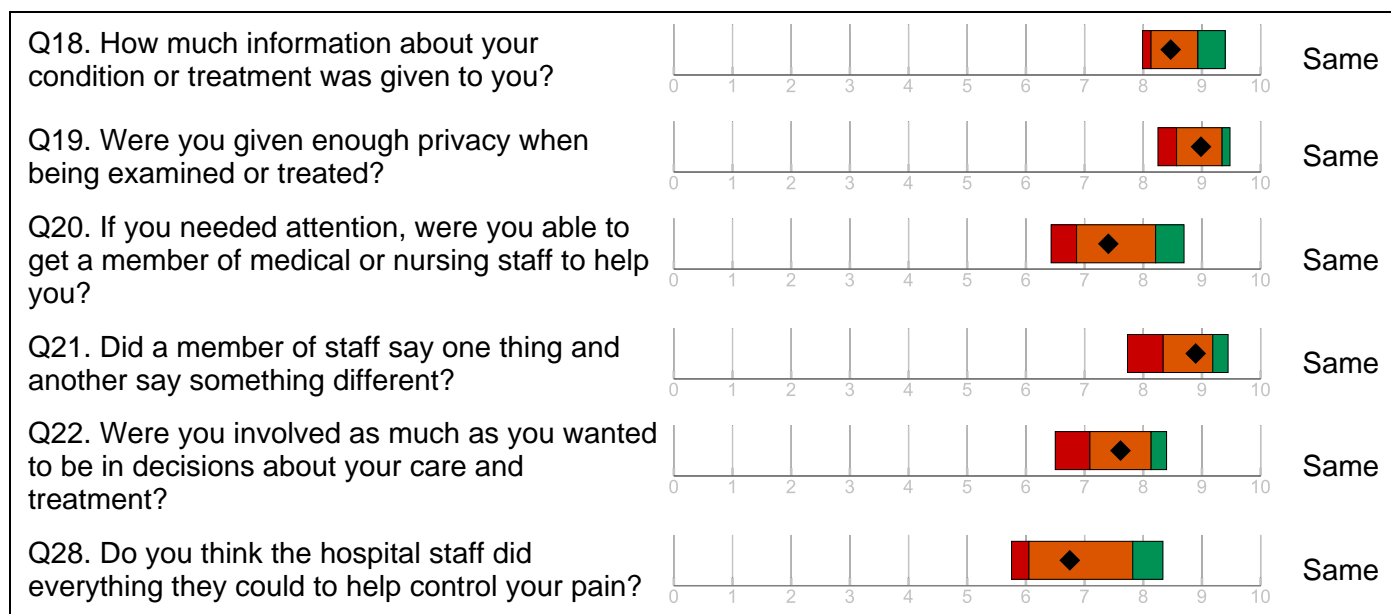 Q18. How much information about your
condition or treatment was given to you?
0 1 2 3 4 5 6 7 8 9 10
Same
Q19. Were you given enough privacy when
being examined or treated?
0 1 2 3 4 5 6 7 8 9 10
Same
Q20. If you needed attention, were you able to
get a member of medical or nursing staff to help
you?
0 1 2 3 4 5 6 7 8 9 10
Same
Q21. Did a member of staff say one thing and
another say something different?
0 1 2 3 4 5 6 7 8 9 10
Same
Q22. Were you involved as much as you wanted
to be in decisions about your care and
treatment?
0 1 2 3 4 5 6 7 8 9 10
Same
Q28. Do you think the hospital staff did
everything they could to help control your pain?
0 1 2 3 4 5 6 7 8 9 10
Same